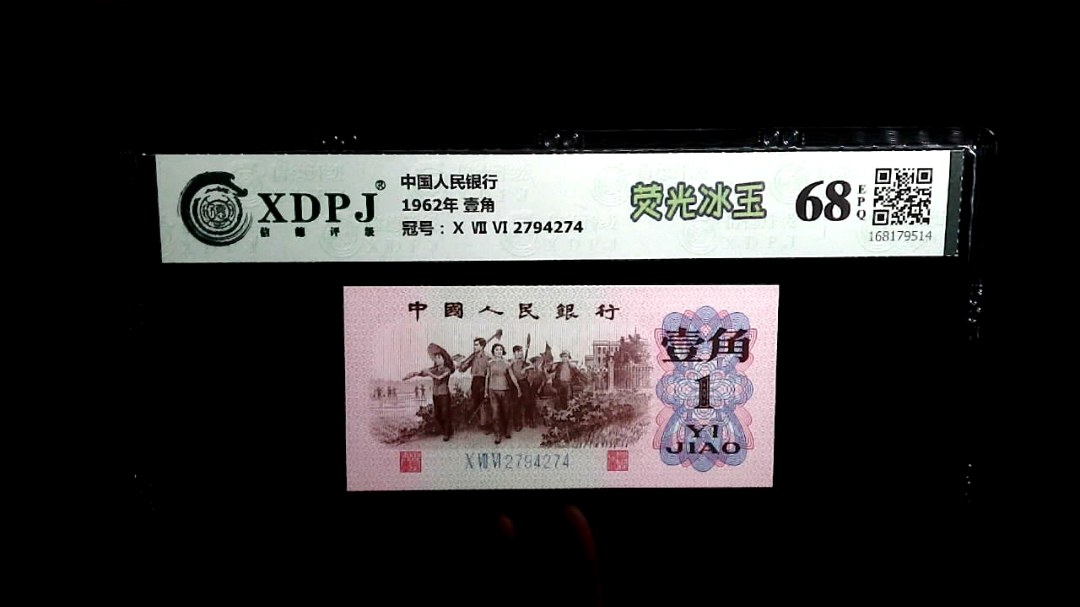 XDPJ®
信德评级
中国人民银行
1962年 壹角
冠号：X Ⅶ Ⅵ 2794274
荧光冰玉
68
EPQ
168179514
中國人民銀行
壹角
1
YI
JIAO
X Ⅶ Ⅵ 2794274